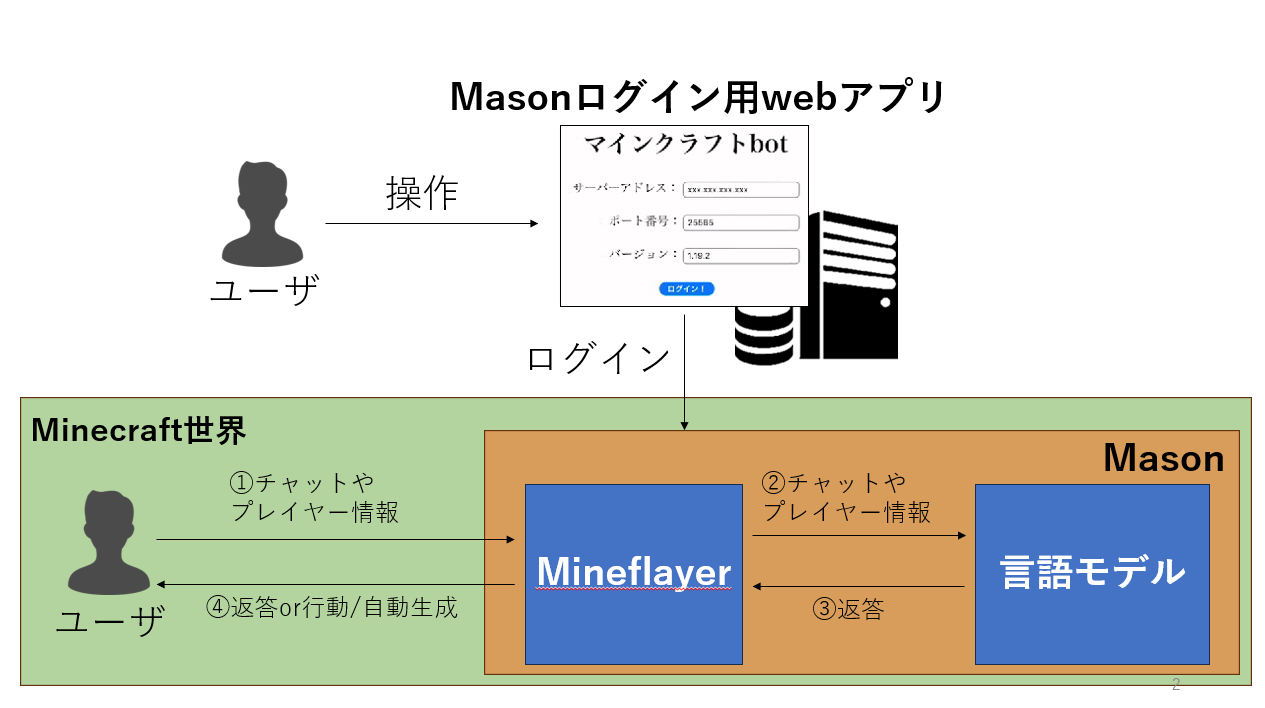 Masonログイン用webアプリ
マインクラフトbot
サーバーアドレス： xxx.xxx.xxx.xxx
ポート番号： 25565
バージョン： 1.19.2
ログイン！
操作
ユーザ
ログイン
Minecraft世界
Mason
①チャットや
プレイヤー情報
②チャットや
プレイヤー情報
Mineflayer
言語モデル
④返答or行動/自動生成
③返答
ユーザ
2